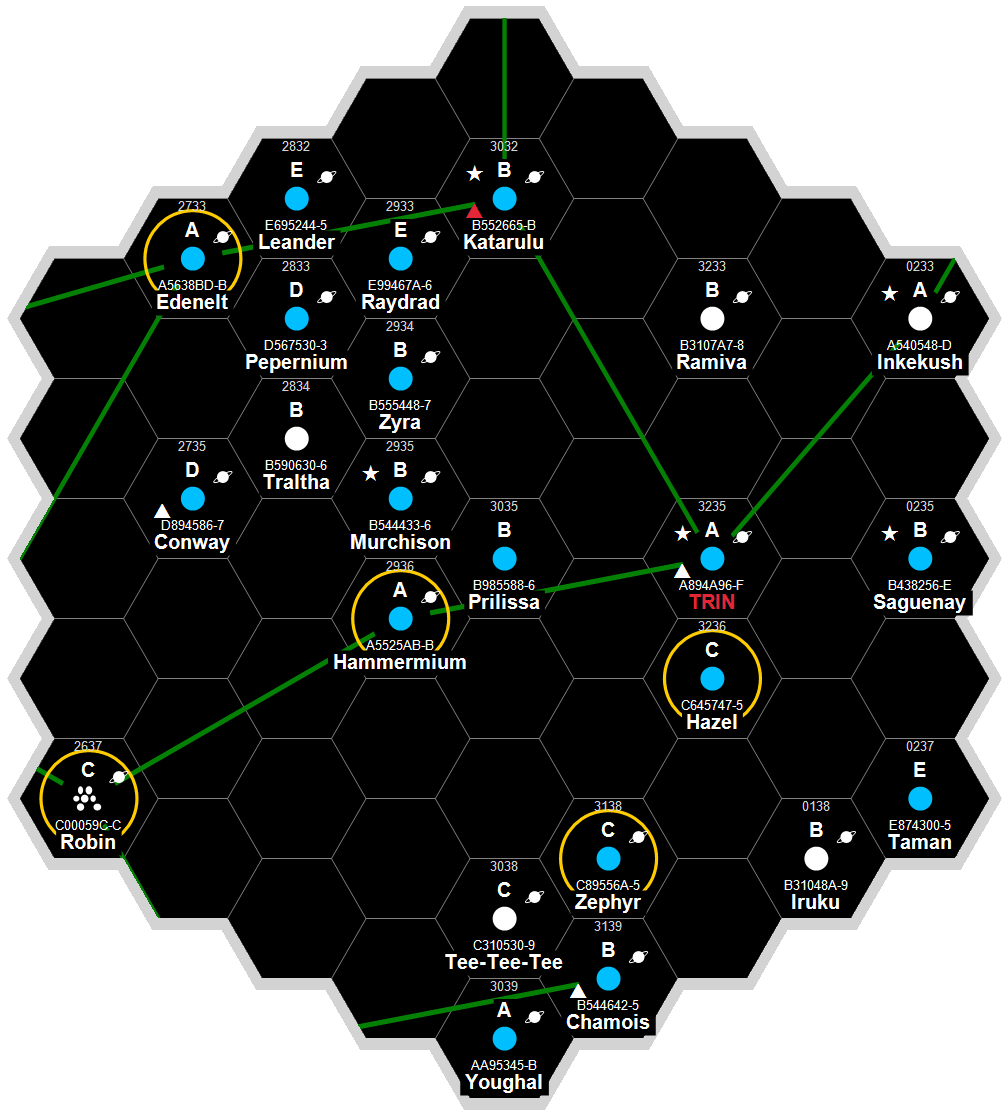 3032
B
B552665-B
Katarulu
2832
E
E695244-5
Leander
2733
A
A5638BD-B
Edenelt
2933
E
E99467A-6
Raydrad
2833
D
D567530-3
Pepernium
3233
B
B3107A7-8
Ramiva
0233
A
A540548-D
Inkekush
2934
B
B555448-7
Zyra
2834
B
B590630-6
Traltha
2735
D
D894586-7
Conway
2935
B
B544433-6
Murchison
3035
B
B985588-6
Prilissa
3235
A
A894A96-F
TRIN
0235
B
B438256-E
Saguenay
2936
A
A5525AB-B
Hammermium
3236
C
C645747-5
Hazel
2637
C
C00059C-C
Robin
0237
E
E874300-5
Taman
3138
C
C89556A-5
Zephyr
0138
B
B31048A-9
Iruku
3038
C
C310530-9
Tee-Tee-Tee
3139
B
B544642-5
Chamois
3039
A
AA95345-B
Youghal